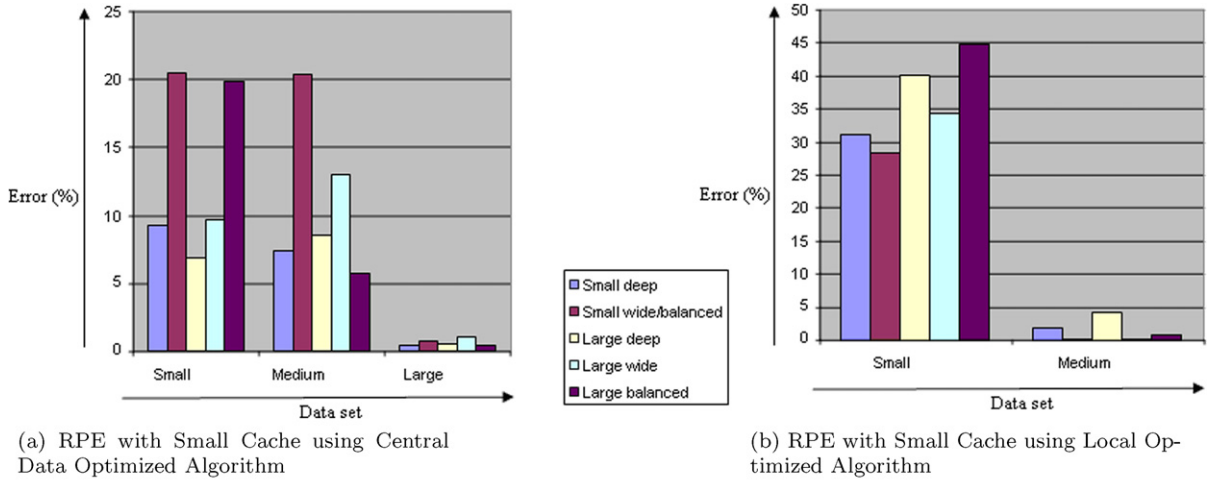 25
20
15
10
5
0
Error (%)
Small Medium Large
Data set
(a) RPE with Small Cache using Central
Data Optimized Algorithm
Small deep
Small wide/balanced
Large deep
Large wide
Large balanced
50
45
40
35
30
25
20
15
10
5
0
Error (%)
Small Medium
Data set
(b) RPE with Small Cache using Local Op-
timized Algorithm